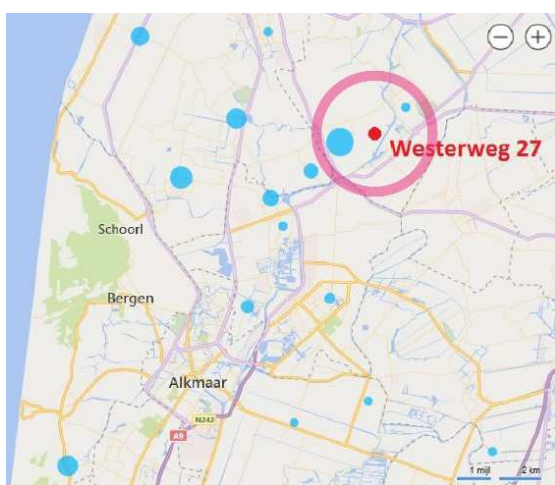 Westerweg 27
Schoorl
Bergen
Alkmaar
N242
A9
1 mijl 2 km